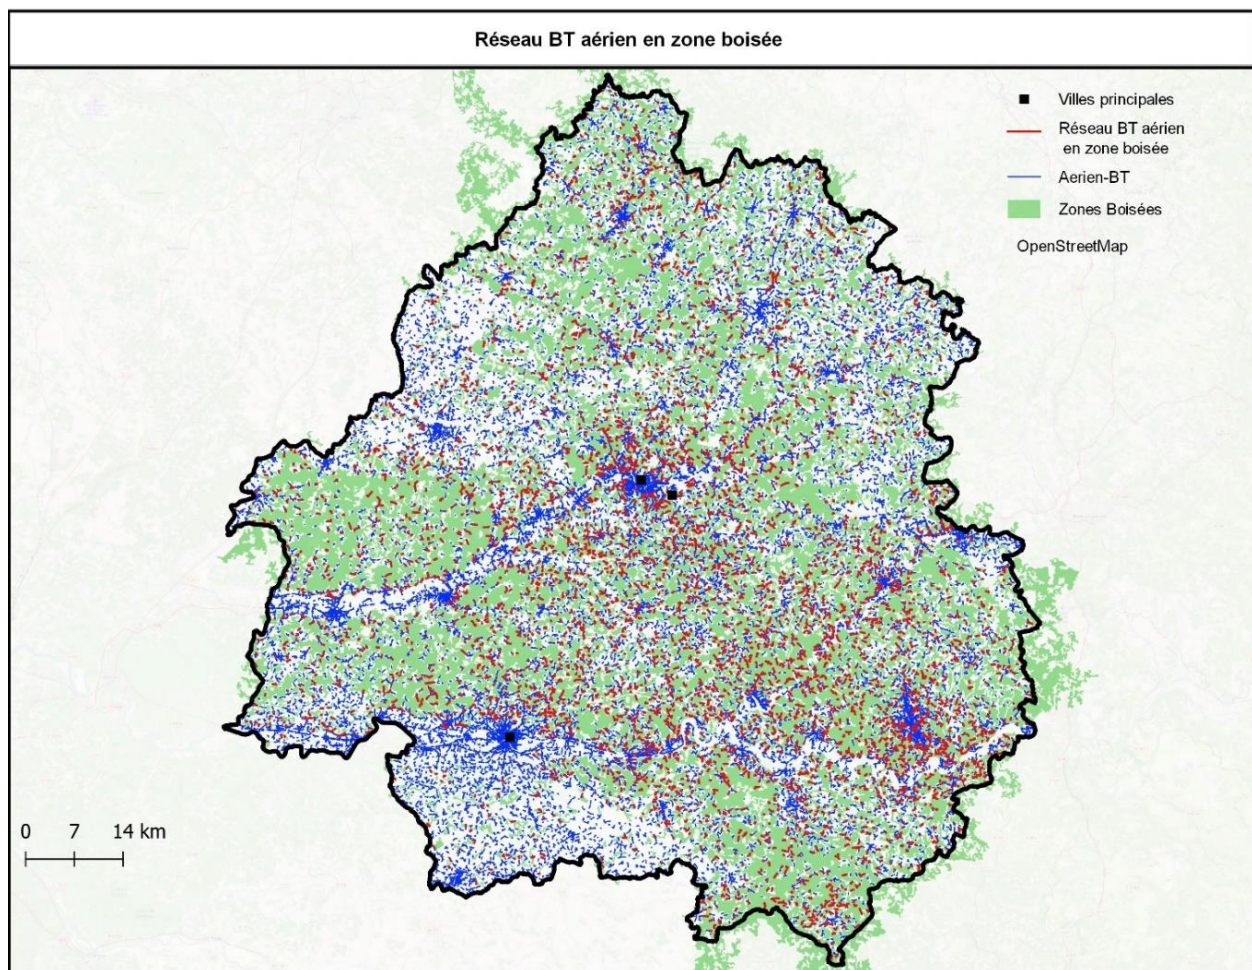 Réseau BT aérien en zone boisée
Villes principales
Réseau BT aérien
en zone boisée
Aerien-BT
Zones Boisées
OpenStreetMap
0 7 14 km